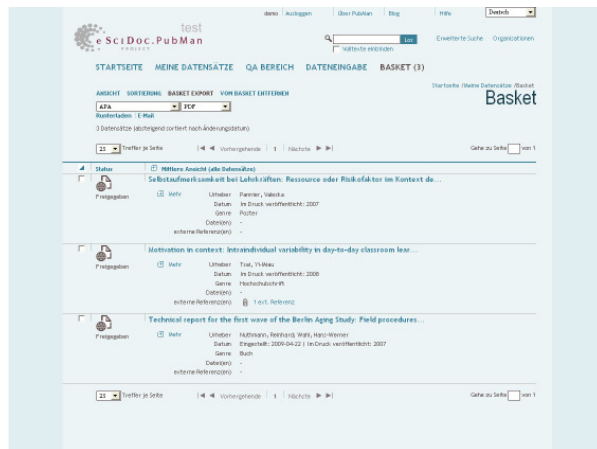 demo | Ausloggen | Über PubMan | Blog | Hilfe Deutsch
test
eSciDoc.PubMan
PROJECT
Los
Erweiterte Suche Organisationen
Volltexte einbinden
STARTSEITE MEINE DATENSÄTZE QA BEREICH DATENEINGABE BASKET (3)
Startseite /Meine Datensätze /Basket
Basket
ANSICHT SORTIERUNG BASKET EXPORT VOM BASKET ENTFERNEN
APA PDF
Runterladen | E-Mail
3 Datensätze (absteigend sortiert nach Änderungsdatum)
25 Treffer je Seite Vorhergehende 1 Nächste Gehe zu Seite von 1
Status Mittlere Ansicht (alle Datensätze)
Selbstaufmerksamkeit bei Lehrkräften: Ressource oder Risikofaktor im Kontext de...
Freigegeben Mehr Urheber Valeska
Datum Im Druck veröffentlicht: 2007
Genre Poster
Datei(en) -
externe Referenz(en) -
Motivation in context: Intraindividual variability in day-to-day classroom lear...
Freigegeben Mehr Urheber Tsai, Yi-Miau
Datum Im Druck veröffentlicht: 2008
Genre Hochschulschrift
Datei(en) -
externe Referenz(en) 1 ext. Referenz
Technical report for the first wave of the Berlin Aging Study: Field procedures...
Freigegeben Mehr Urheber Nuthmann, Reinhard; Wahl, Hans-Werner
Datum Eingestellt: 2009-04-22 | Im Druck veröffentlicht: 2007
Genre Buch
Datei(en) -
externe Referenz(en) -
25 Treffer je Seite Vorhergehende 1 Nächste Gehe zu Seite von 1